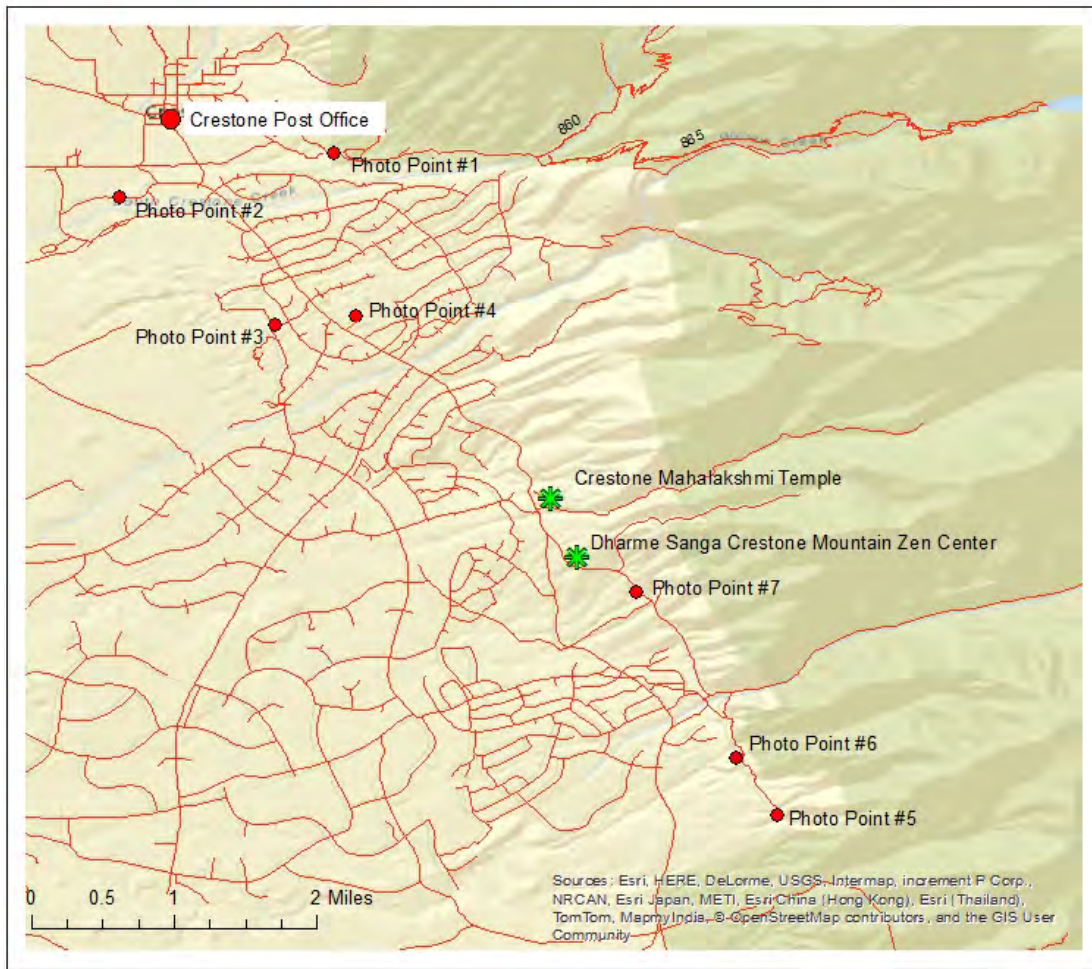 Crestone Post Office
860
885
Photo Point #1
Photo Point #2
Crestone Creek
Photo Point #4
Photo Point #3
Crestone Mahalakshmi Temple
Dharme Sanga Crestone Mountain Zen Center
Photo Point #7
Photo Point #6
Photo Point #5
0 0.5 1 2 Miles
Sources: Esri, HERE, DeLorme, USGS, Intermap, increment P Corp.,
NRCAN, Esri Japan, METI, Esri China (Hong Kong), Esri (Thailand),
TomTom, MapmyIndia, © OpenStreetMap contributors, and the GIS User
Community